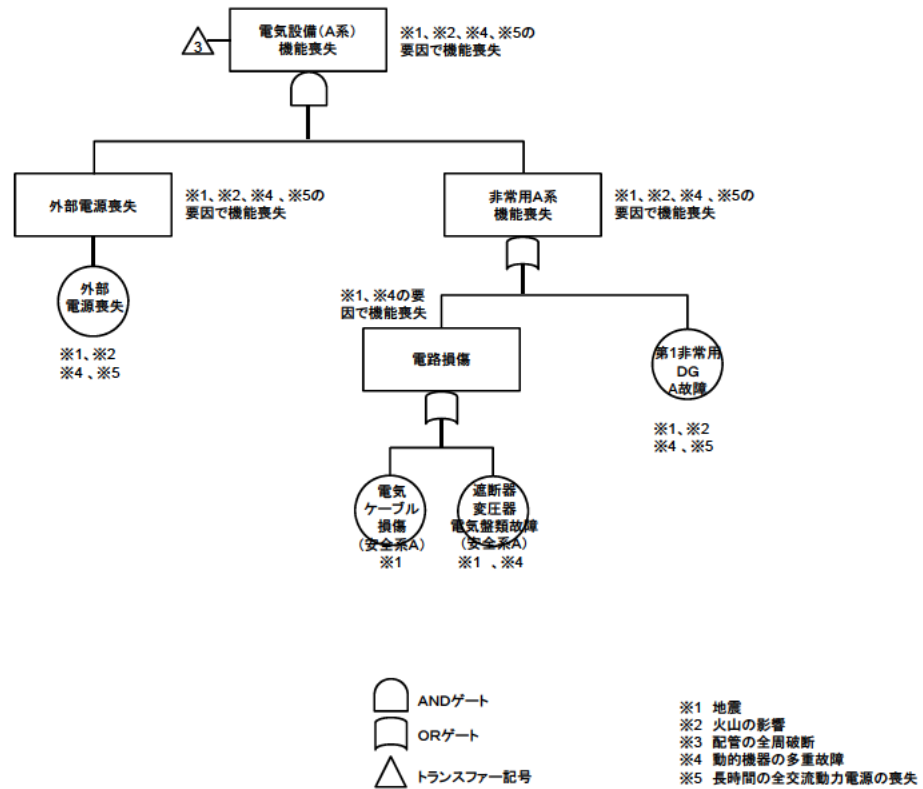 電気設備(A系)
機能喪失
※1、※2、※4、※5の
要因で機能喪失
3
外部電源喪失
※1、※2、※4 、※5の
要因で機能喪失
非常用A系
機能喪失
※1、※2、※4、※5の
要因で機能喪失
外部
電源喪失
※1、※2
※4 、※5
※1、※4の要
因で機能喪失
電路損傷
第1非常用
DG
A故障
※1、※2
※4 、※5
電気
ケーブル
損傷
(安全系A)
※1
遮断器
変圧器
電気盤類故障
(安全系A)
※1 、※4
ANDゲート
ORゲート
トランスファー記号
※1 地震
※2 火山の影響
※3 配管の全周破断
※4 動的機器の多重故障
※5 長時間の全交流動力電源の喪失